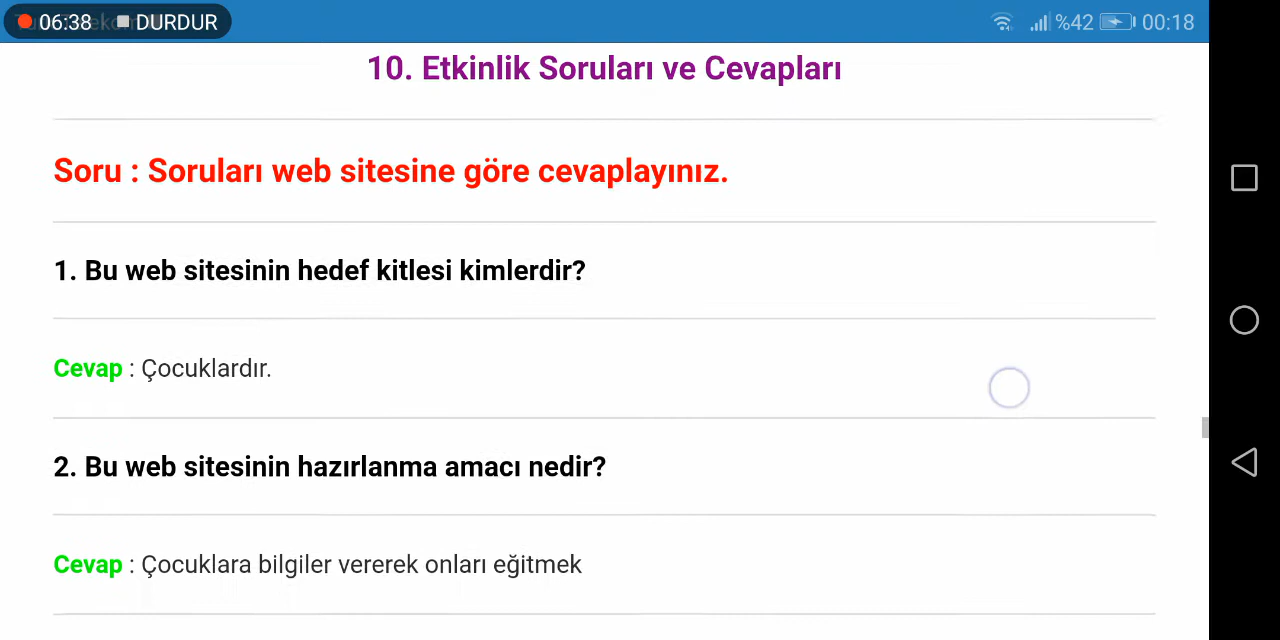 06:38 DURDUR %42 00:18
10. Etkinlik Soruları ve Cevapları
Soru : Soruları web sitesine göre cevaplayınız.
1. Bu web sitesinin hedef kitlesi kimlerdir?
Cevap : Çocuklardır.
2. Bu web sitesinin hazırlanma amacı nedir?
Cevap : Çocuklara bilgiler vererek onları eğitmek